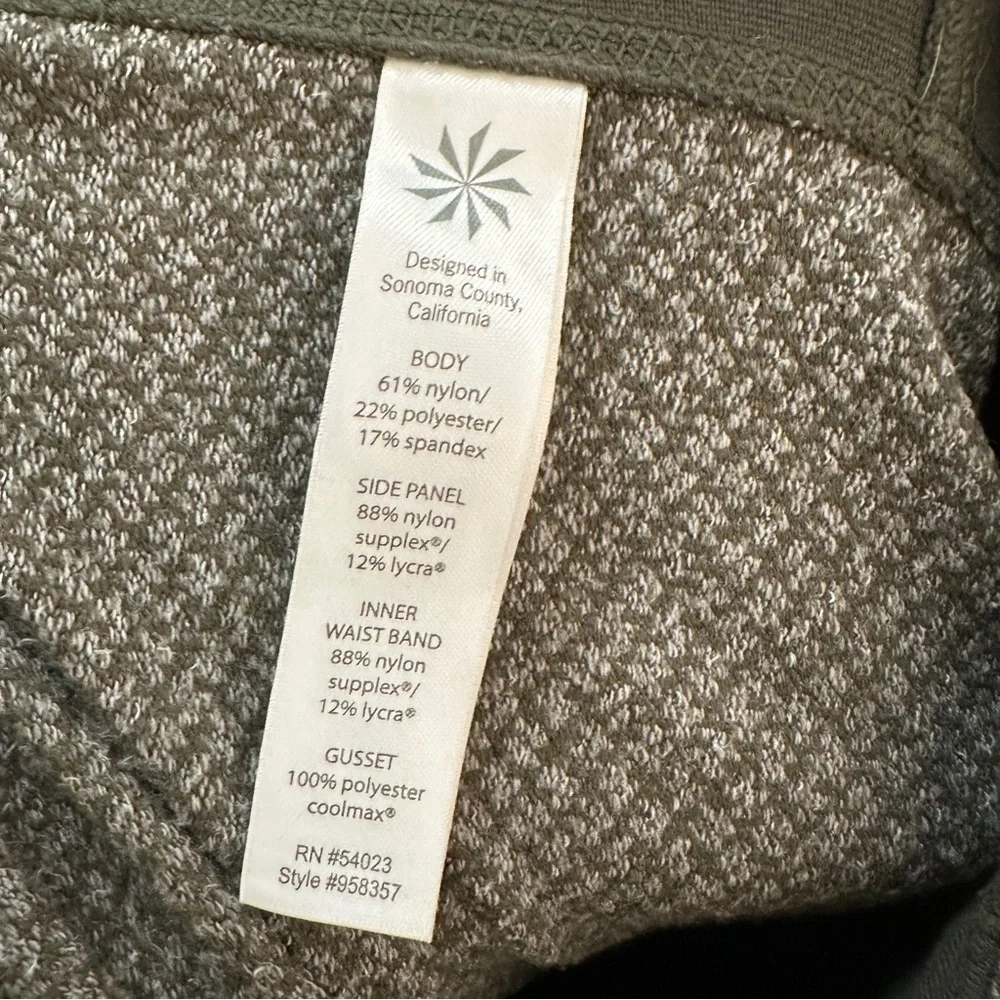 Designed in
Sonoma County,
California
BODY
61% nylon/
22% polyester/
17% spandex
SIDE PANEL
88% nylon
supplex®/
12% lycra®
INNER
WAIST BAND
88% nylon
supplex®/
12% lycra®
GUSSET
100% polyester
coolmax®
RN #54023
Style #958357